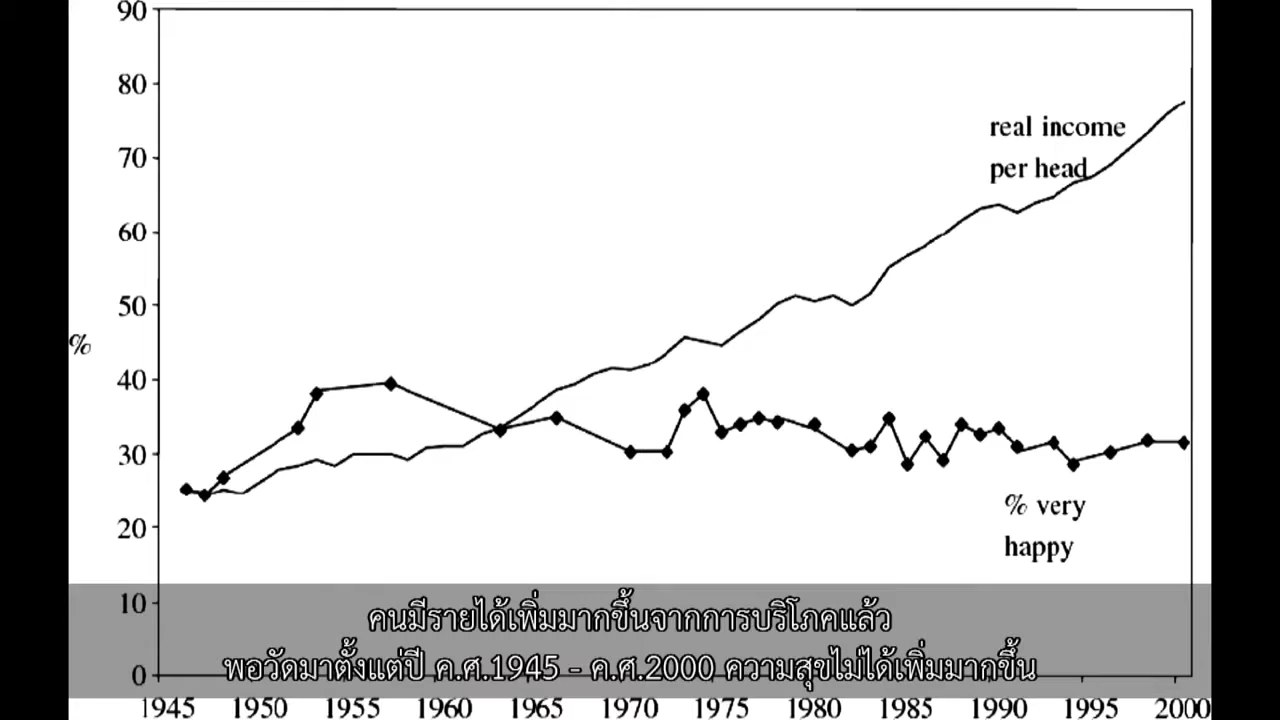 90
80
real income
70
per head
60
50
%
40
30
% very
20
happy
10
คนมีรายได้เพิ่มมากขึ้นจากการบริโภคแล้ว
พอวัดมาตั้งแต่ปี ค.ศ.1945 - ค.ศ.2000 ความสุขไม่ได้เพิ่มมากขึ้น
0
1945 1950 1955 1960 1965 1970 1975 1980 1985 1990 1995 2000